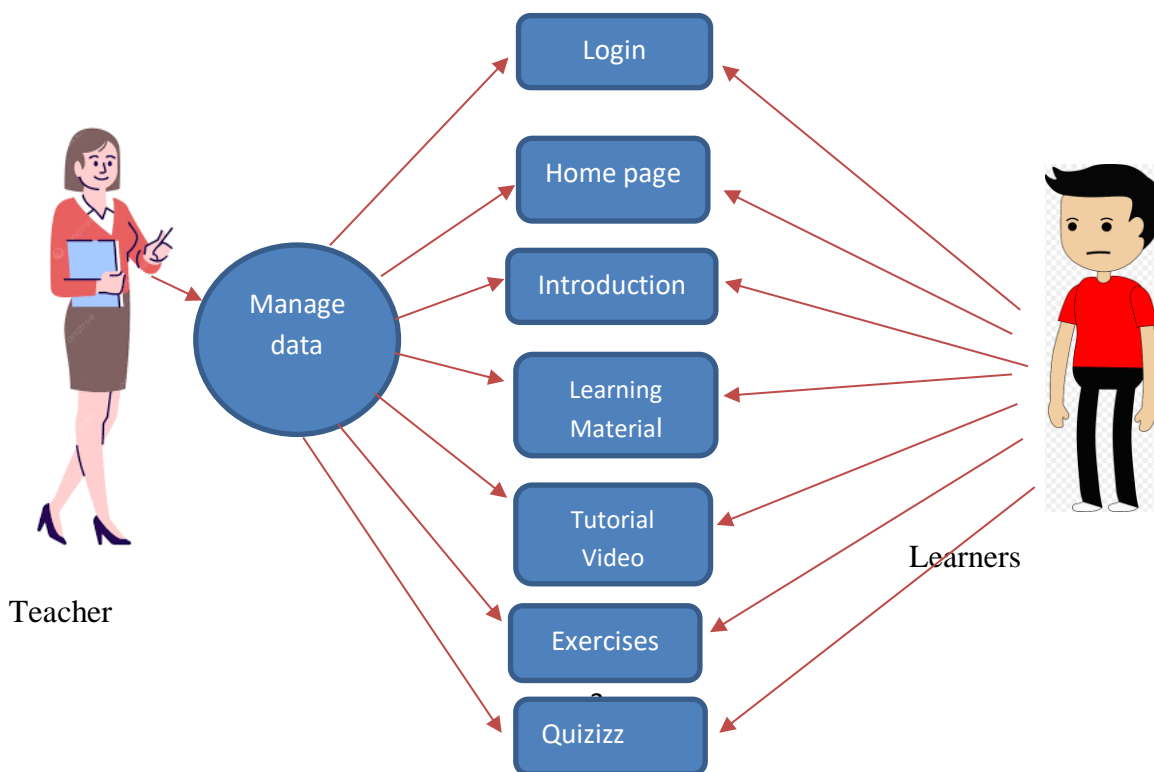 Login
Home page
Introduction
Manage
data
Learning
Material
Tutorial
Video
Learners
Teacher
Exercises
Quizizz